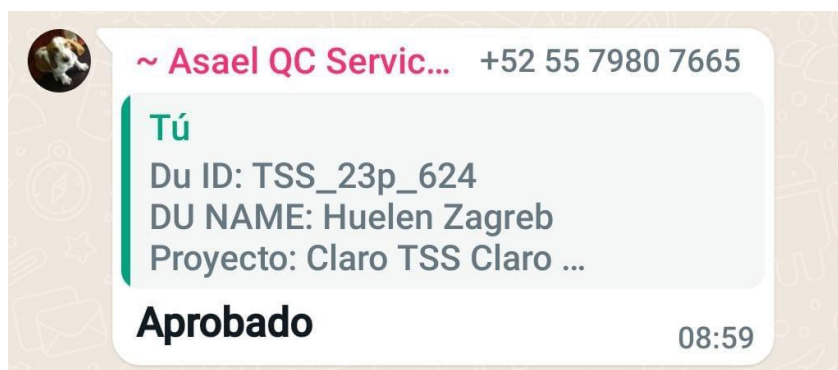 ~ Asael QC Servic... +52 55 7980 7665
Tú
Du ID: TSS_23p_624
DU NAME: Huelen Zagreb
Proyecto: Claro TSS Claro ...
Aprobado
08:59